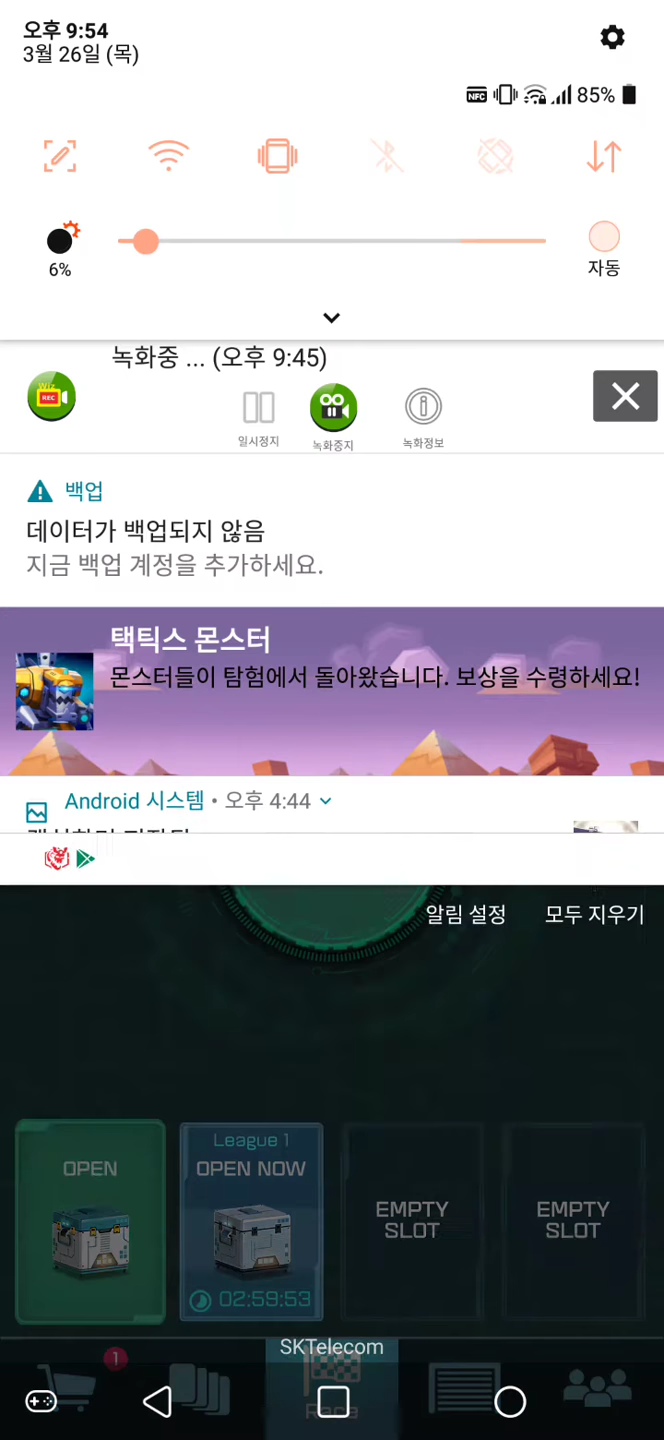 오후 9:54
3월 26일 (목)
NFC
85%
6%
자동
녹화중 ... (오후 9:45)
Wiz
REC
일시정지
녹화중지
녹화정보
백업
데이터가 백업되지 않음
지금 백업 계정을 추가하세요.
택틱스 몬스터
몬스터들이 탐험에서 돌아왔습니다. 보상을 수령하세요!
Android 시스템 • 오후 4:44
알림 설정
모두 지우기
OPEN
League 1
OPEN NOW
02:59:53
EMPTY
SLOT
EMPTY
SLOT
SKTelecom
1
Race